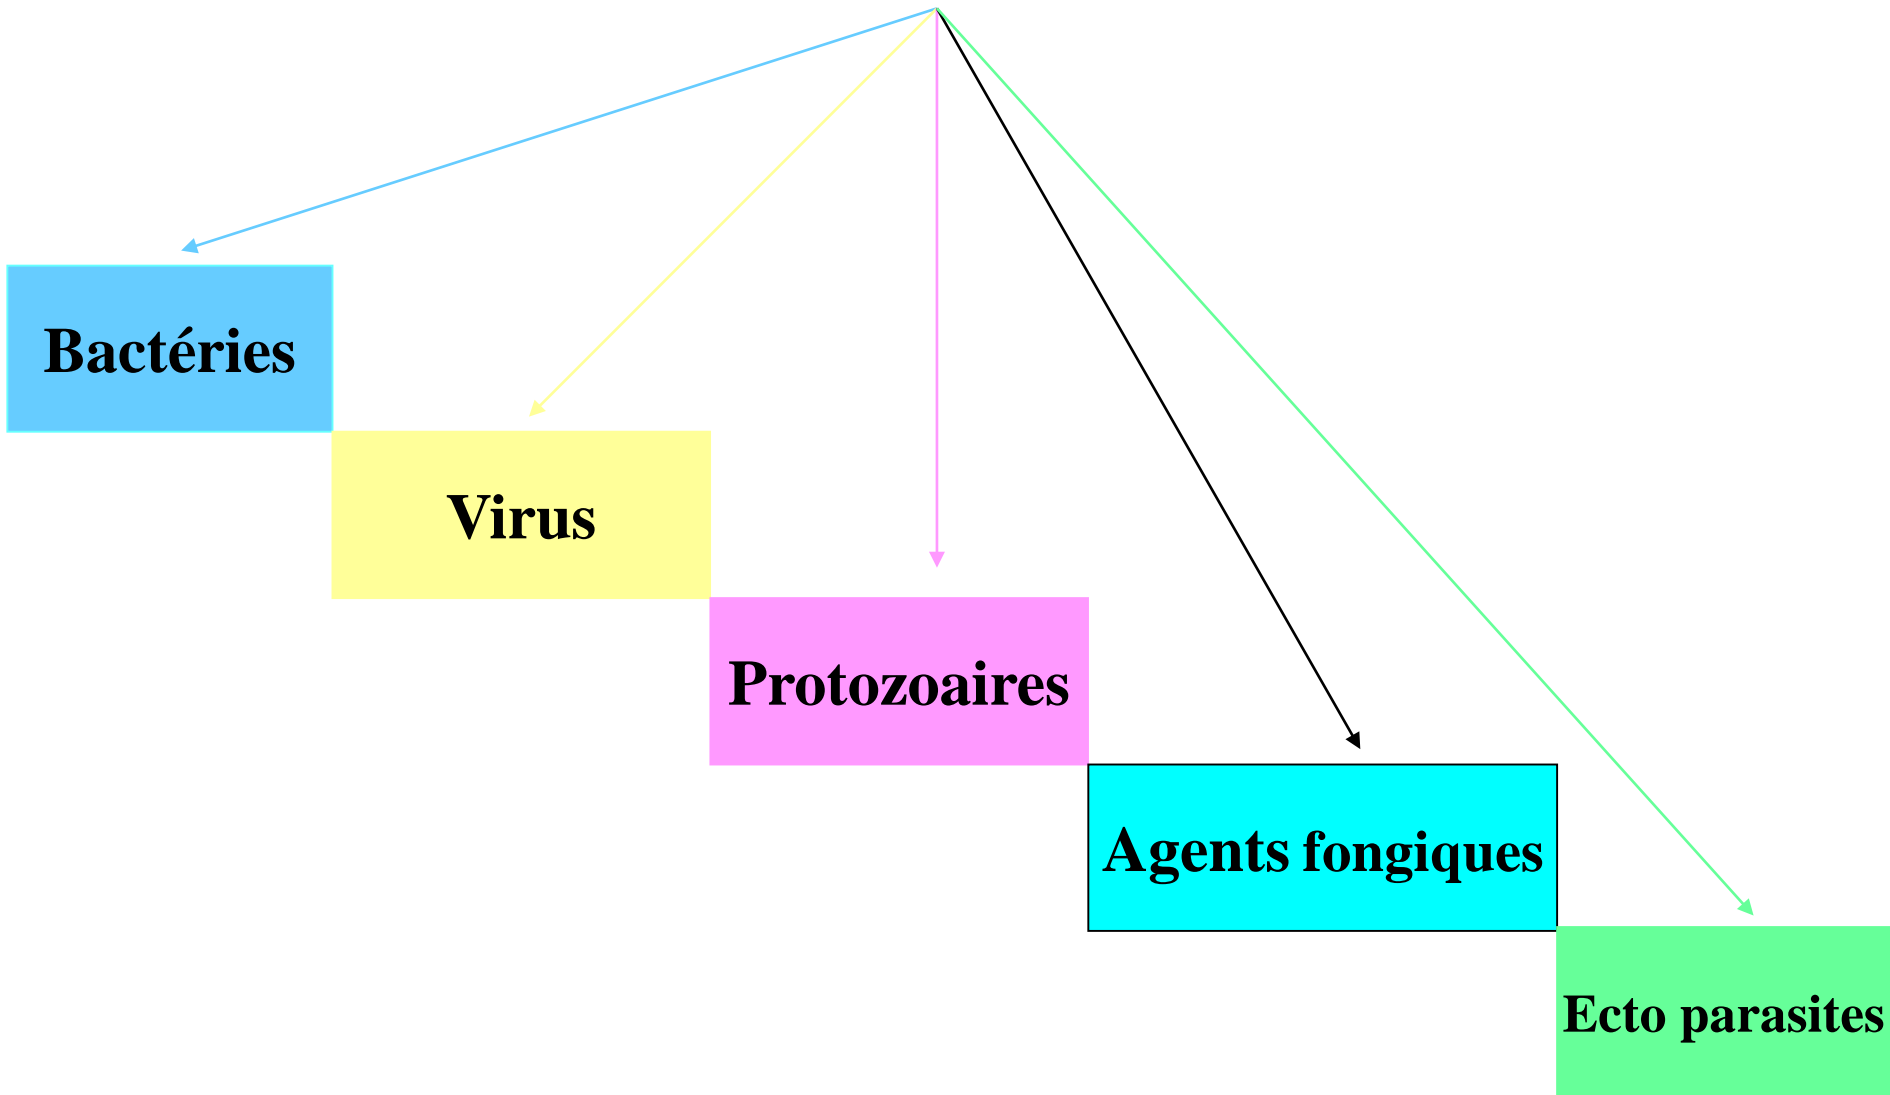 Bactéries
Virus
Protozoaires
Agents fongiques
Ecto parasites